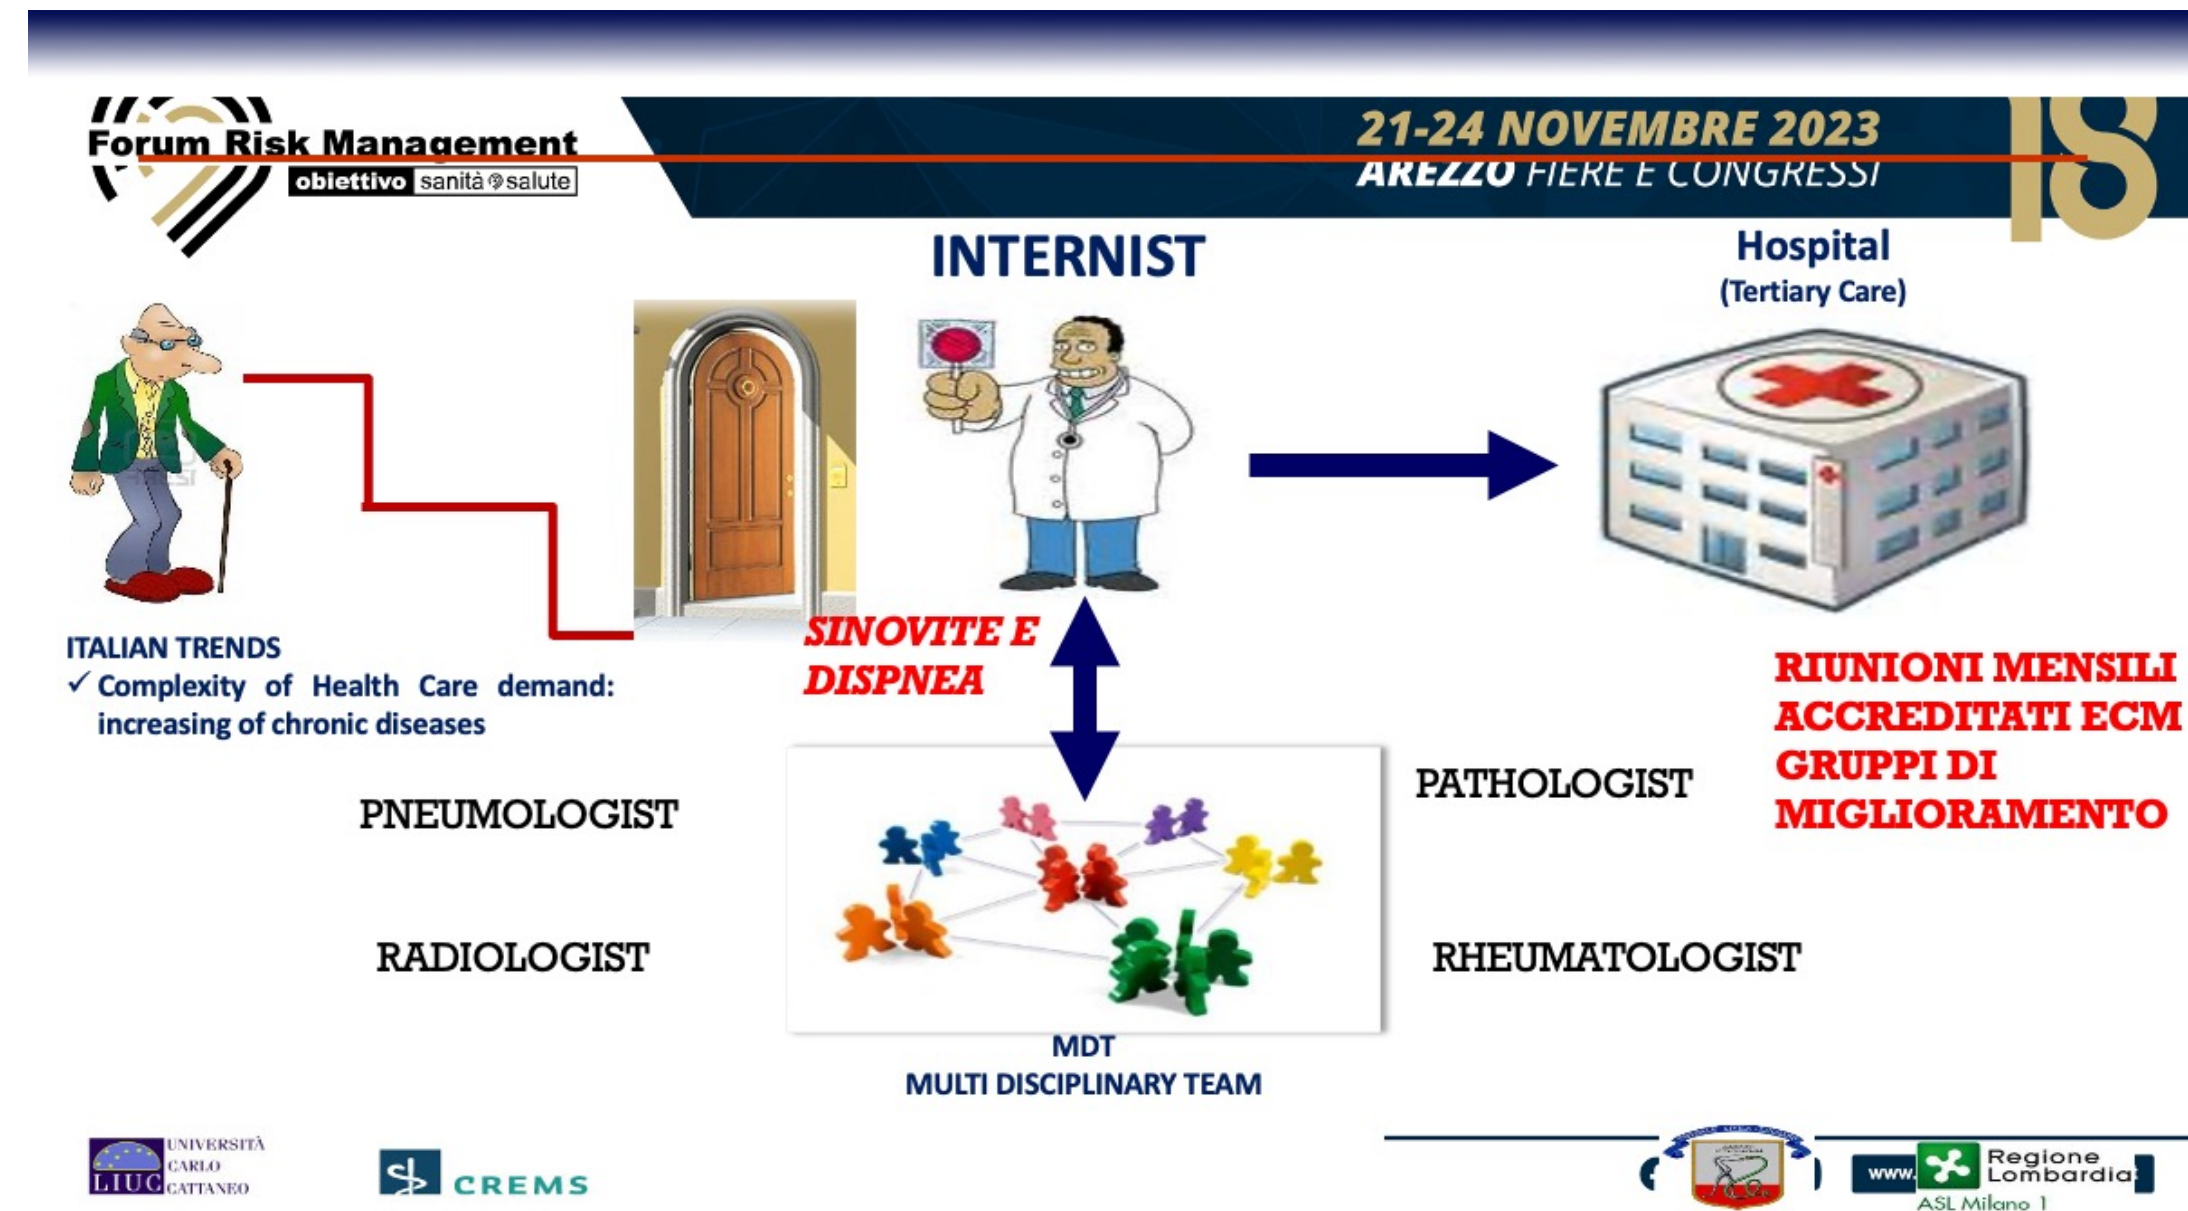 Forum Risk Management
obiettivo sanità salute
21-24 NOVEMBRE 2023
AREZZO FIERE E CONGRESSI
18
INTERNIST
Hospital
(Tertiary Care)
ITALIAN TRENDS
✓ Complexity of Health Care demand:
increasing of chronic diseases
SINOVITE E
DISPNEA
RIUNIONI MENSILI
ACCREDITATI ECM
GRUPPI DI
MIGLIORAMENTO
PNEUMOLOGIST
PATHOLOGIST
RADIOLOGIST
RHEUMATOLOGIST
MDT
MULTI DISCIPLINARY TEAM
UNIVERSITÀ
CARLO
LIUC CATTANEO
CREMS
www.
Regione
Lombardia
ASL Milano 1